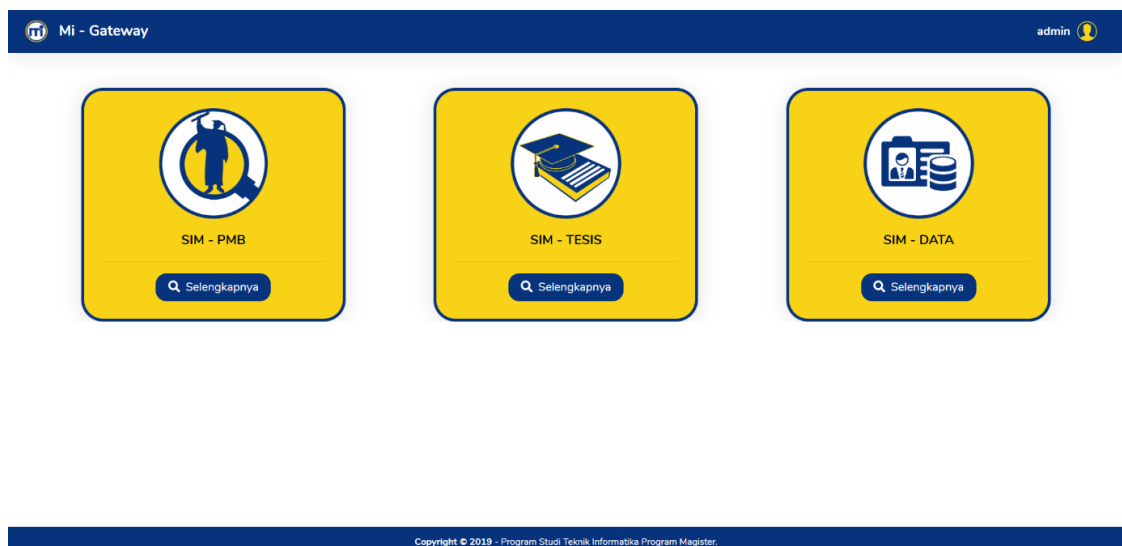 mi Mi - Gateway
admin
SIM - PMB
Selengkapnya
SIM - TESIS
Selengkapnya
SIM - DATA
Selengkapnya
Copyright © 2019 - Program Studi Teknik Informatika Program Magister.